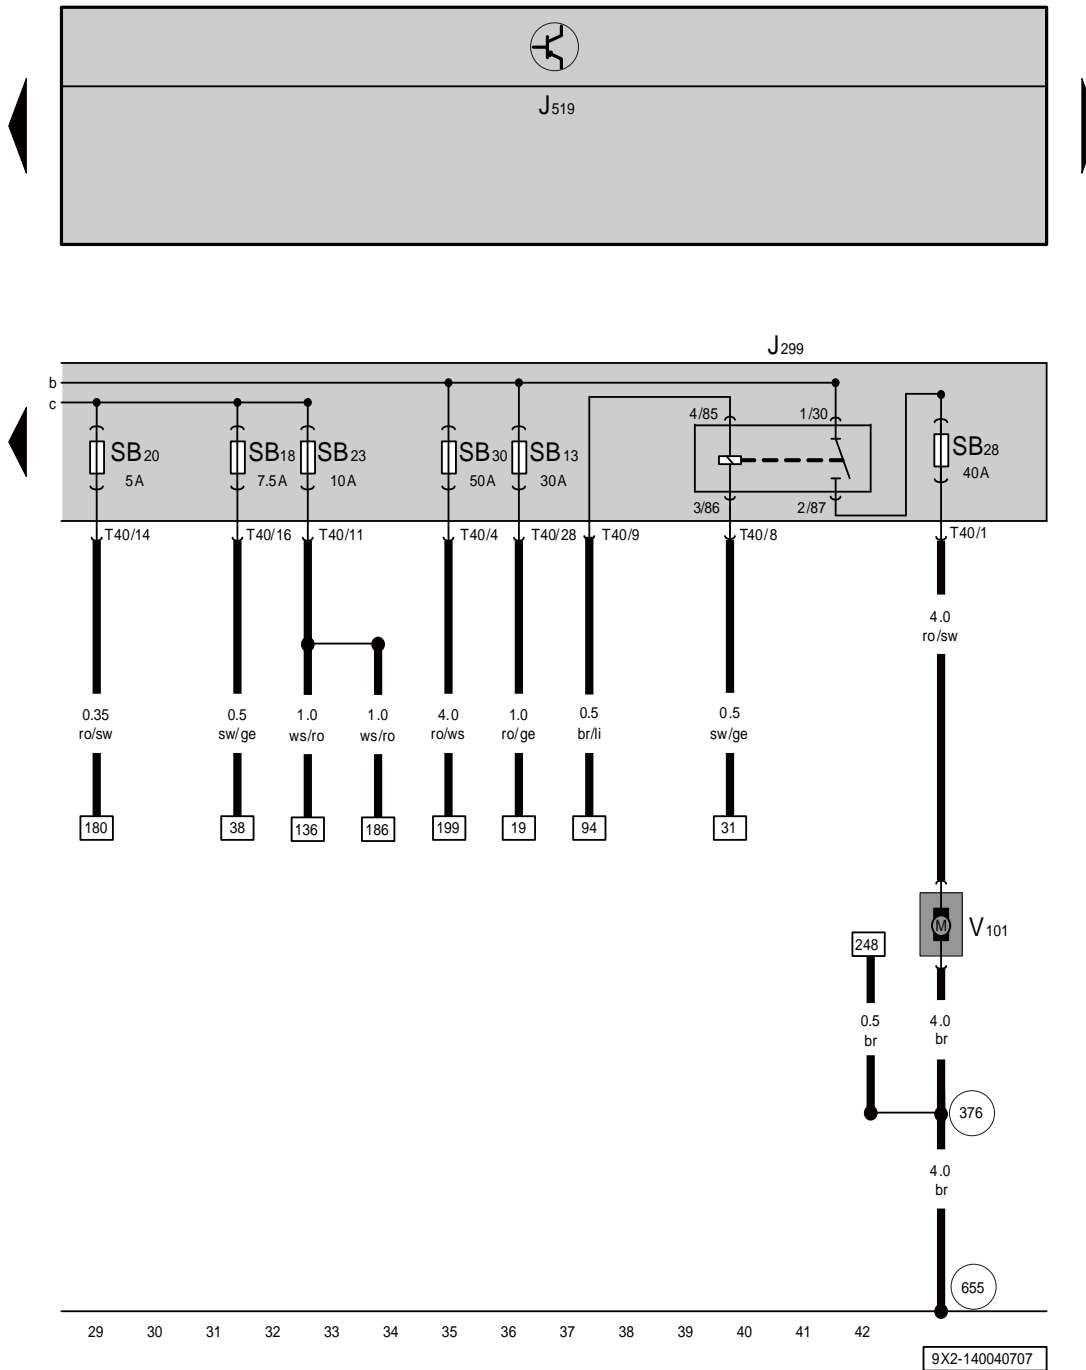 J519
J299
b
c
4/85
1/30
SB20
5A
SB18
7.5A
SB23
10A
SB30
50A
SB13
30A
SB28
40A
3/86
2/87
T40/14
T40/16
T40/11
T40/4
T40/28
T40/9
T40/8
T40/1
4.0
ro/sw
0.35
ro/sw
0.5
sw/ge
1.0
ws/ro
1.0
ws/ro
4.0
ro/ws
1.0
ro/ge
0.5
br/li
0.5
sw/ge
180
38
136
186
199
19
94
31
M
V101
248
0.5
br
4.0
br
376
4.0
br
655
29 30 31 32 33 34 35 36 37 38 39 40 41 42
9X2-140040707